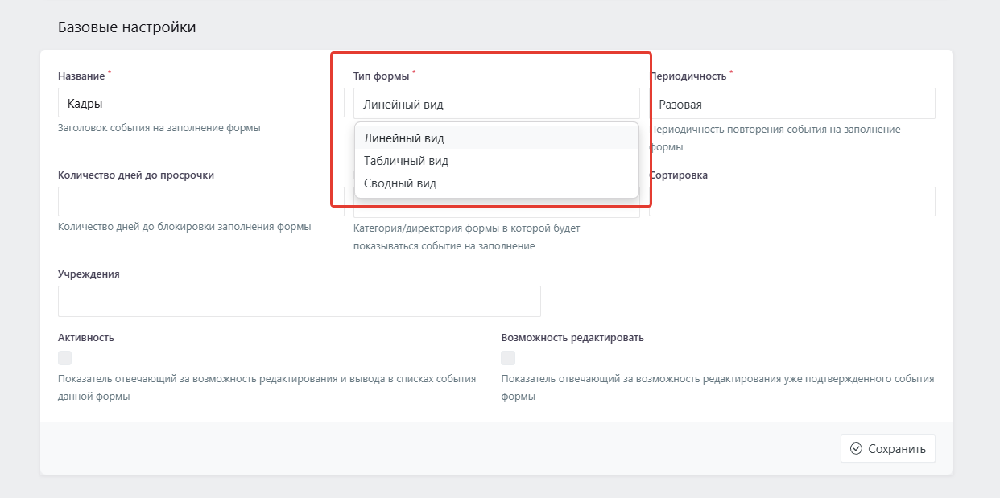 Базовые настройки
Название *
Тип формы *
Периодичность *
Кадры
Линейный вид
Разовая
Заголовок события на заполнение формы
Линейный вид
Табличный вид
Сводный вид
Периодичность повторения события на заполнение
формы
Количество дней до просрочки
Сортировка
-
Количество дней до блокировки заполнения формы
Категория/директория формы в которой будет
показываться событие на заполнение
Учреждения
Активность
Возможность редактировать
Показатель отвечающий за возможность редактирования и вывода в списках события
данной формы
Показатель отвечающий за возможность редактирования уже подтвержденного события
формы
Сохранить